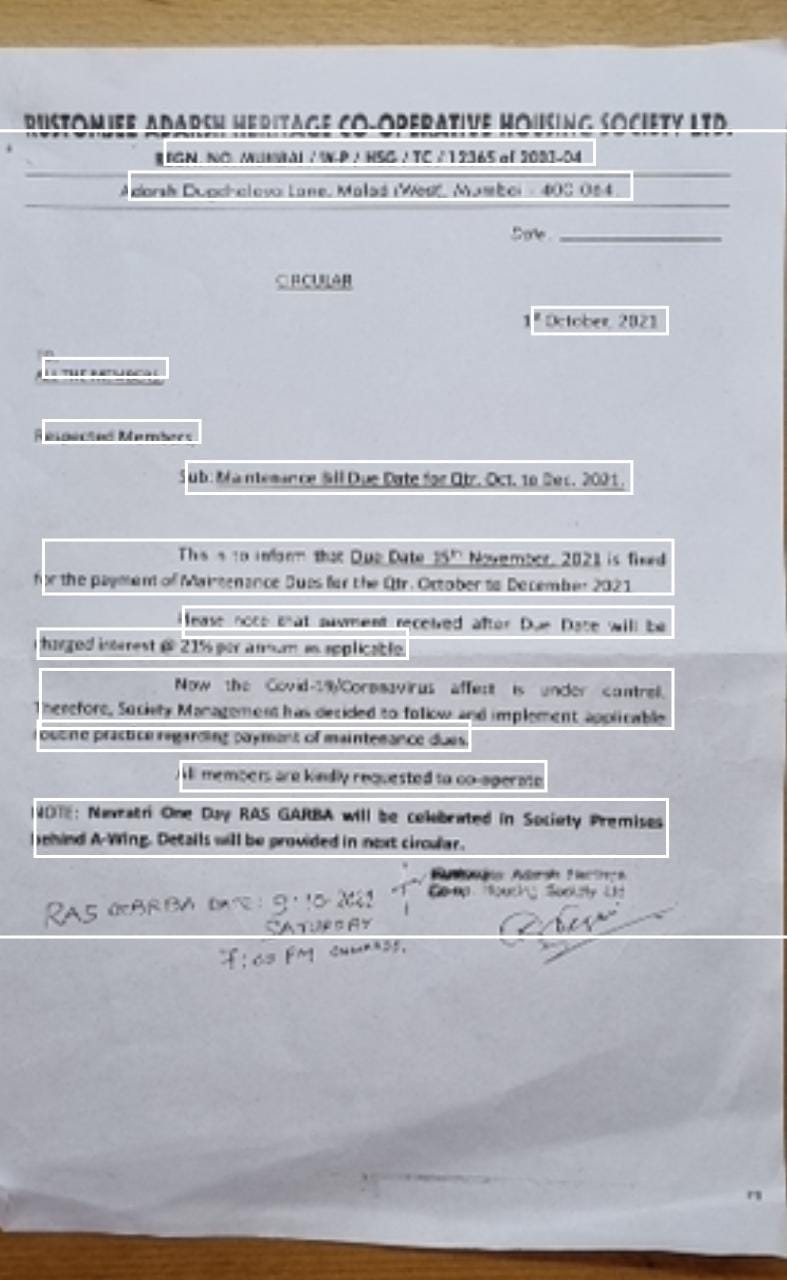 RUSTOMJEE ADARSH HERITAGE CO-OPERATIVE HOUSING SOCIETY LTD.
REGN. NO. MUMBAI / W-P / HSG / TC / 12365 of 2003-04
Adarsh Dugdhalaya Lane, Malad (West), Mumbai - 400 064.
Date
CIRCULAR
1st October, 2021
TO,
ALL THE MEMBERS,
Respected Members,
Sub: Maintenance Bill Due Date for Qtr. Oct. to Dec. 2021.
This is to inform that Due Date 15th November, 2021 is fixed
for the payment of Maintenance Dues for the Qtr. October to December 2021
Please note that payment received after Due Date will be
charged interest @ 21% per annum as applicable.
Now the Covid-19/Coronavirus affect is under control.
Therefore, Society Management has decided to follow and implement applicable
routine practice regarding payment of maintenance dues.
All members are kindly requested to co-operate
NOTE: Navratri One Day RAS GARBA will be celebrated in Society Premises
behind A-Wing. Details will be provided in next circular.
Rustomjee Adarsh Heritage
Co-op. Housing Society Ltd
RAS GARBA DATE: 9-10-2021
SATURDAY
7:00 PM ONWARDS.